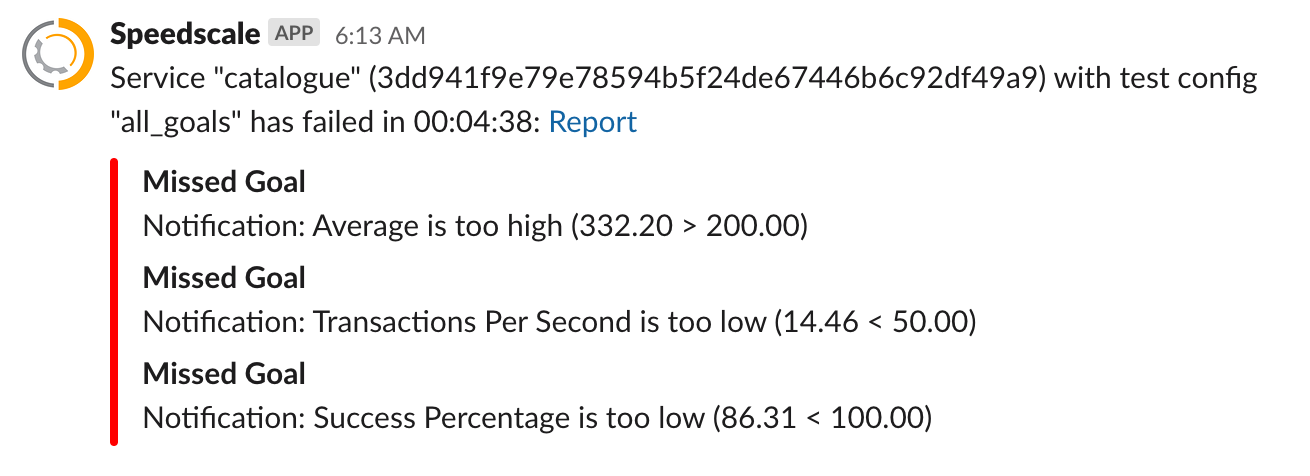 Speedscale APP 6:13 AM
Service "catalogue" (3dd941f9e79e78594b5f24de67446b6c92df49a9) with test config
"all_goals" has failed in 00:04:38: Report
Missed Goal
Notification: Average is too high (332.20 > 200.00)
Missed Goal
Notification: Transactions Per Second is too low (14.46 < 50.00)
Missed Goal
Notification: Success Percentage is too low (86.31 < 100.00)